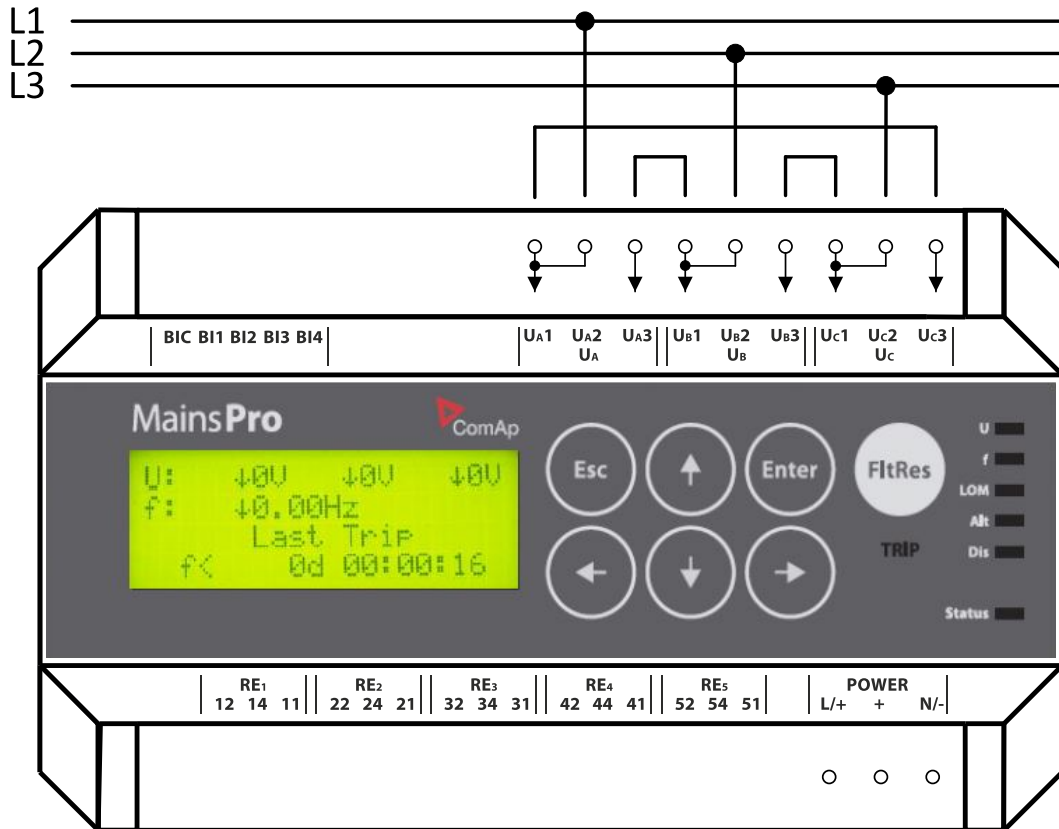 L1
L2
L3
BIC BI1 BI2 BI3 BI4
UA1 UA2 UA3 UB1 UB2 UB3 UC1 UC2 UC3
UA UB UC
MainsPro
ComAp
U: ↓0V ↓0V ↓0V
f: ↓0.00Hz
Last Trip
f< 0d 00:00:16
Esc ↑ Enter FltRes
← ↓ →
TRIP
U
f
LOM
Alt
Dis
Status
RE1 RE2 RE3 RE4 RE5 POWER
12 14 11 22 24 21 32 34 31 42 44 41 52 54 51 L/+ + N/-